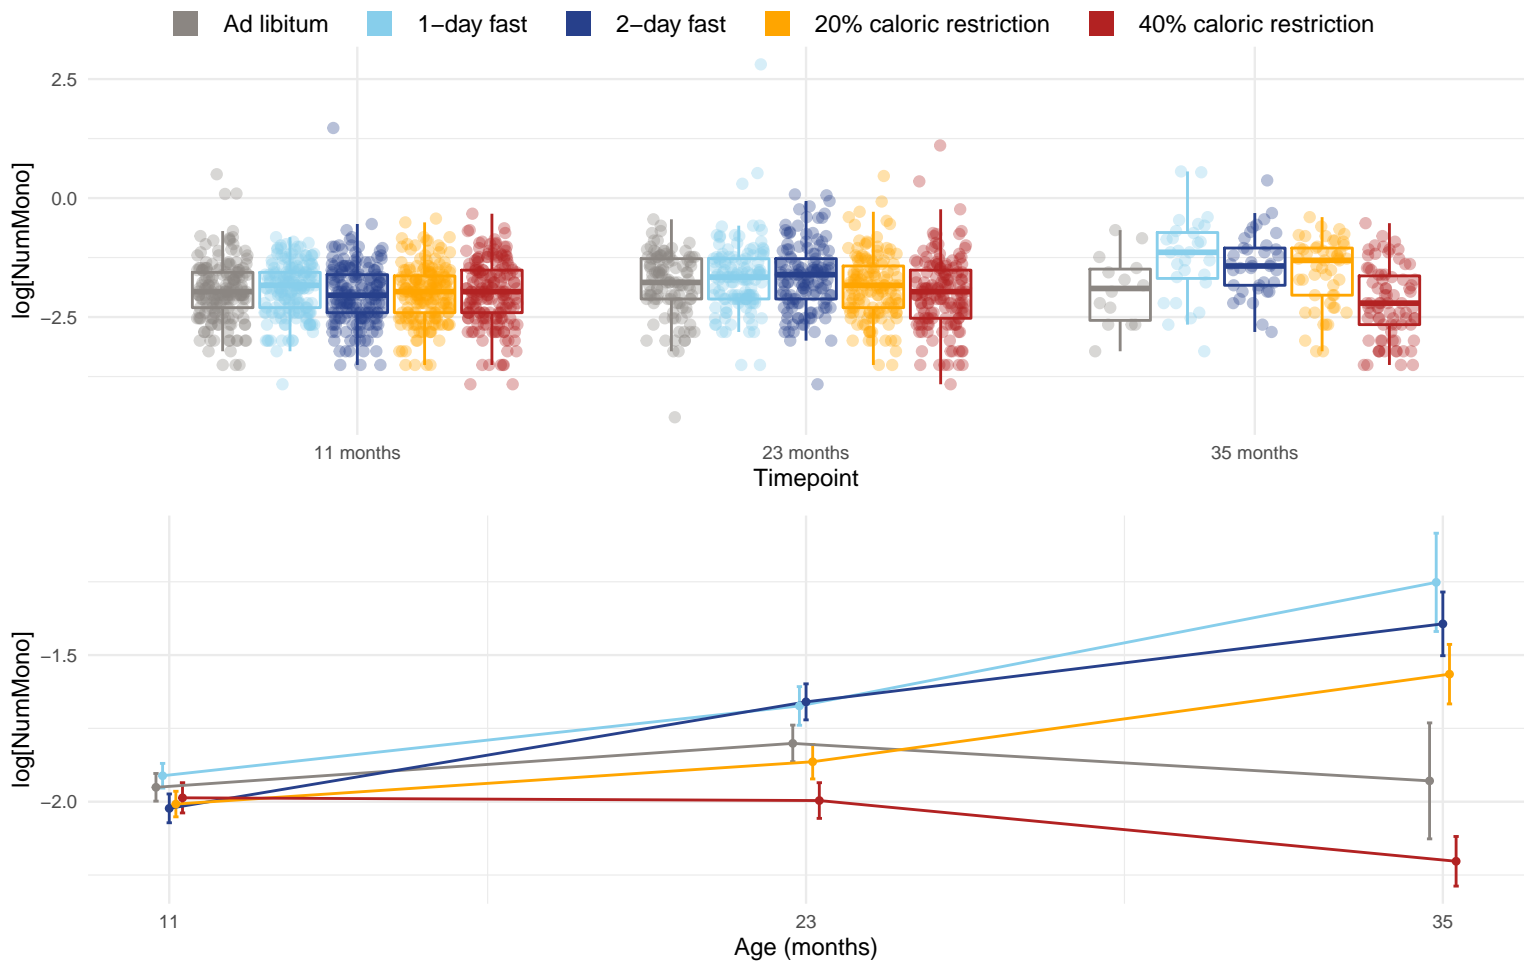 Ad libitum 1−day fast 2−day fast 20% caloric restriction 40% caloric restriction
2.5
0.0
−2.5
log[NumMono]
11 months 23 months 35 months
Timepoint
−1.5
−2.0
log[NumMono]
11 23 35
Age (months)